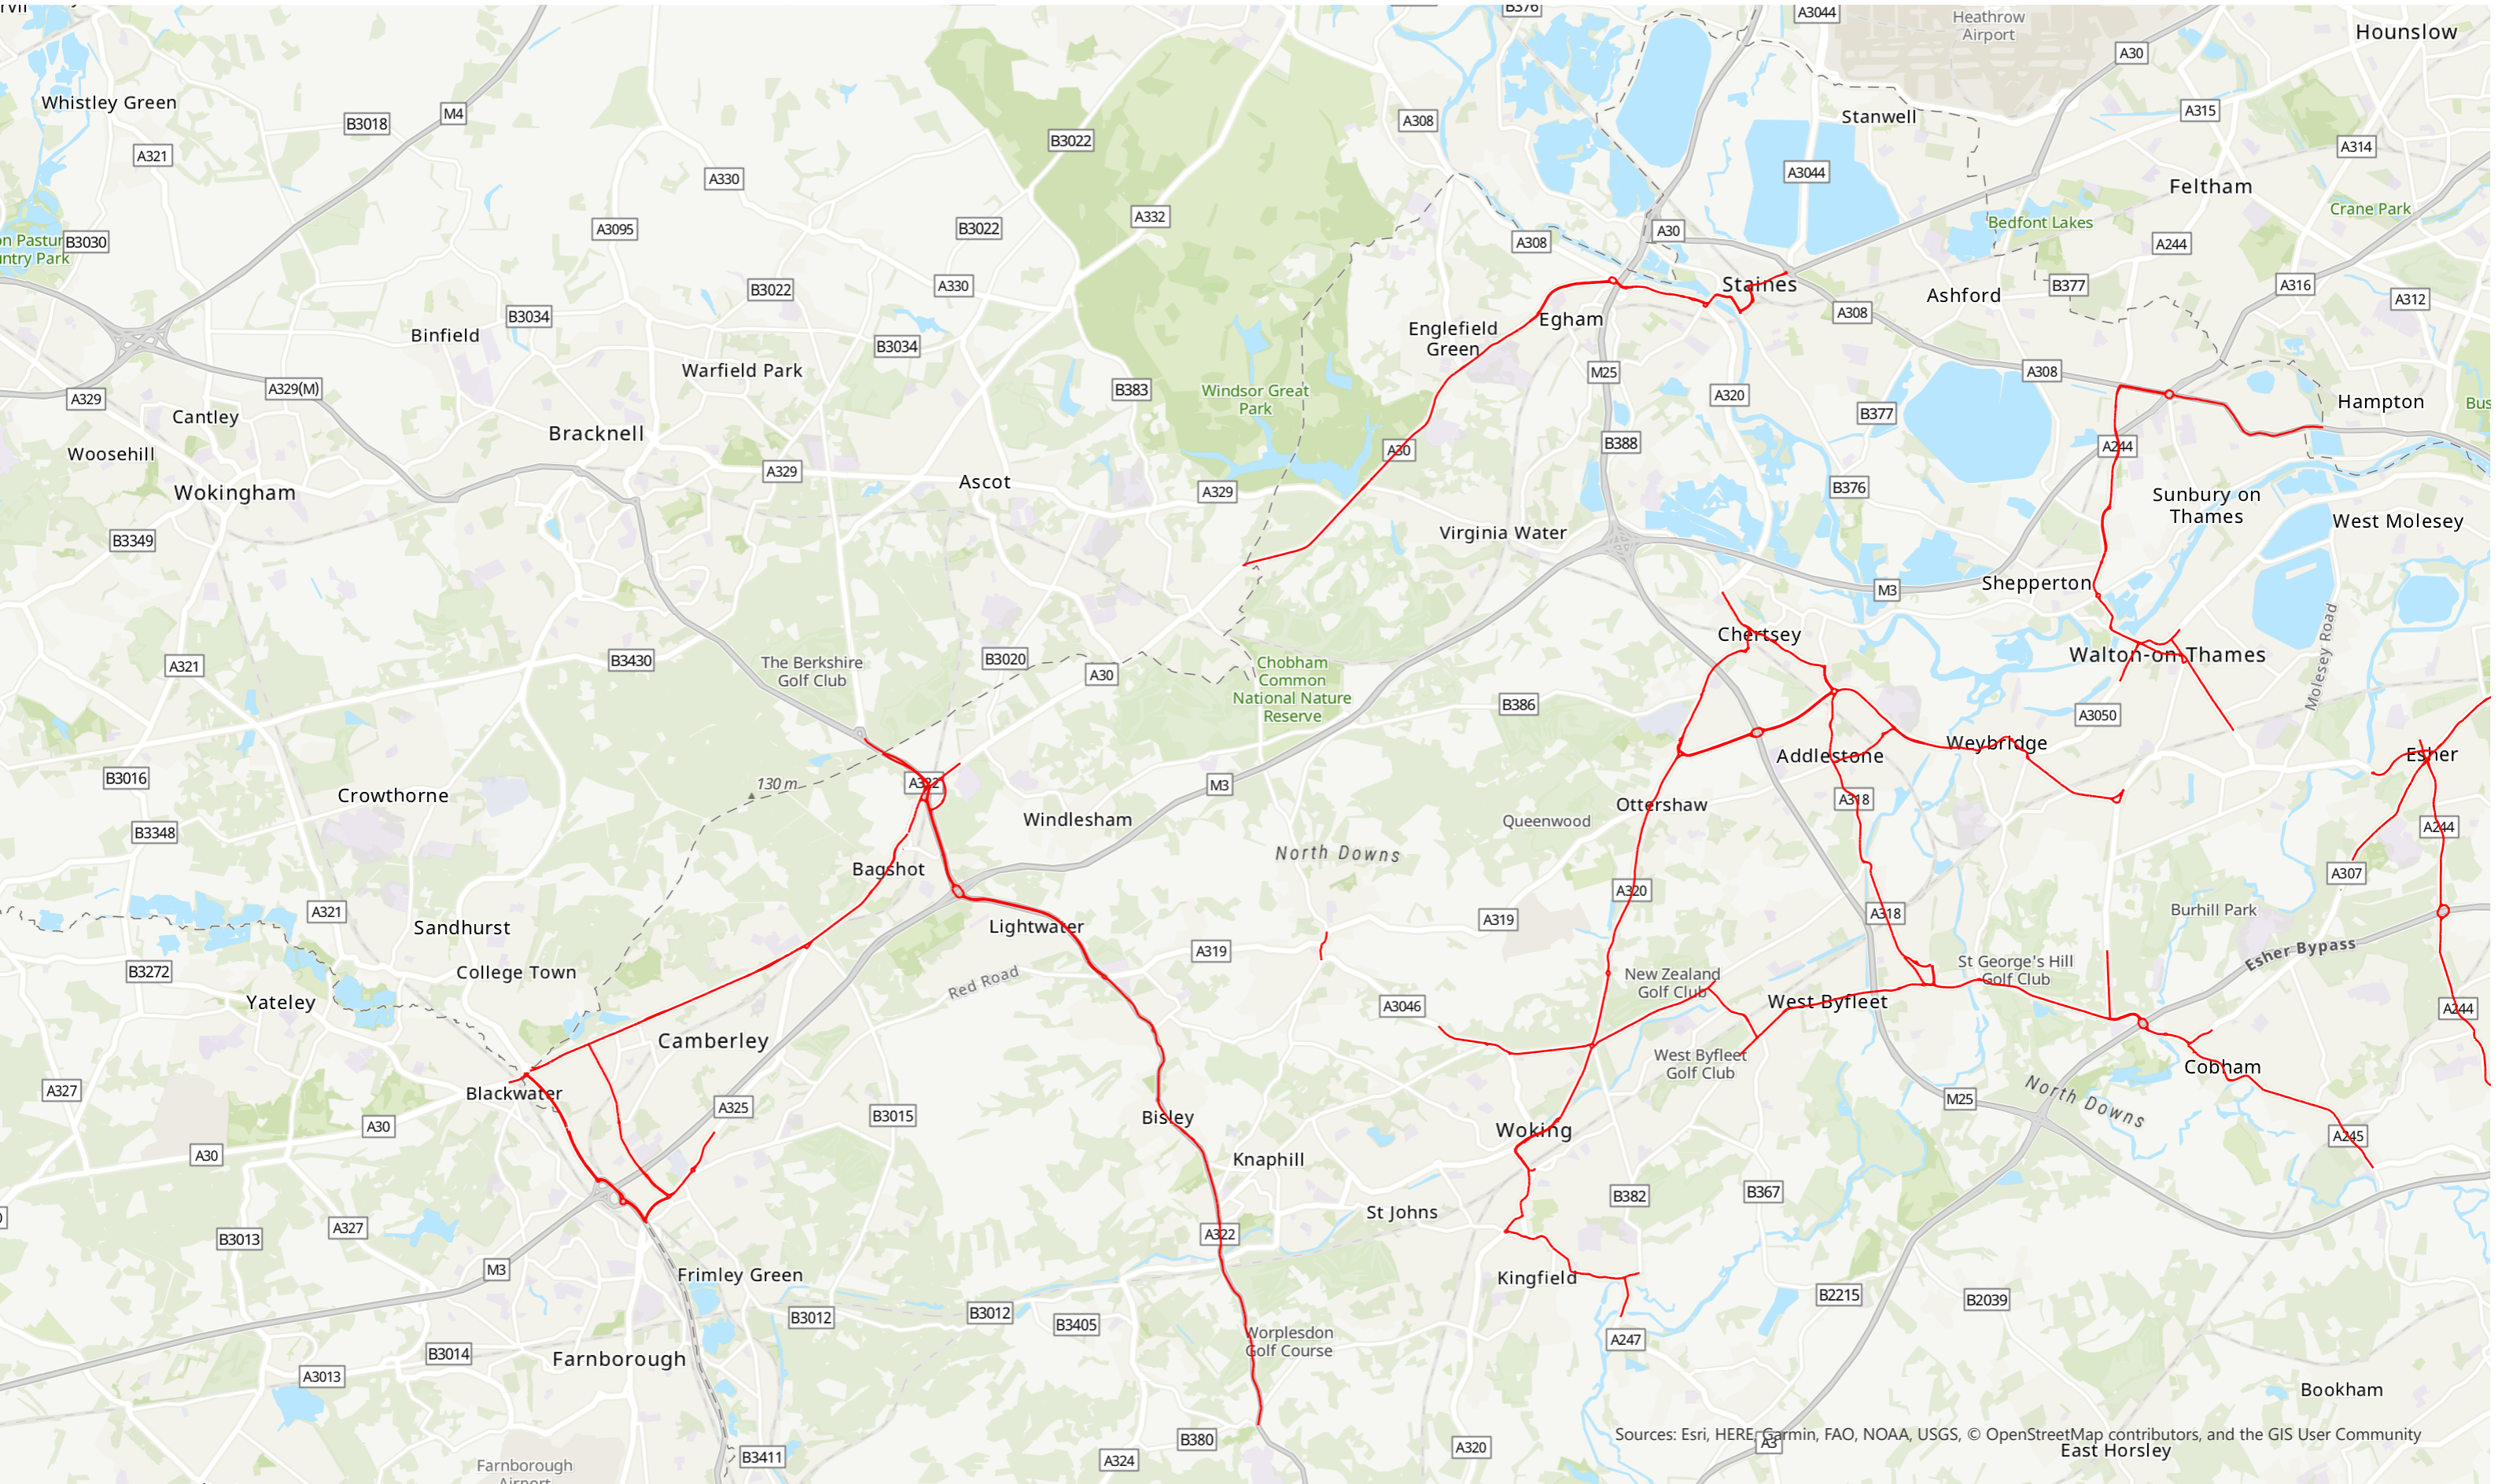 B376
A3044
Heathrow
Airport
Hounslow
A30
Whistley Green
M4
B3018
A321
B3022
A308
Stanwell
A315
A314
A330
A3044
Feltham
A332
Crane Park
B3030
A3095
B3022
A308
A30
Bedfont Lakes
A244
A330
B3022
Staines
Ashford
B377
A316
A312
B3034
Egham
A308
Binfield
B3034
Englefield
Green
Warfield Park
M25
A308
A329
A329(M)
B383
Windsor Great
Park
A320
Hampton
Cantley
B377
Bracknell
A30
B388
A244
Woosehill
A329
Ascot
A329
B376
Wokingham
Sunbury on
Thames
West Molesey
B3349
Virginia Water
M3
Shepperton
Chertsey
A321
B3430
The Berkshire
Golf Club
B3020
A30
Chobham
Common
National Nature
Reserve
Walton-on-Thames
Molesey Road
B386
A3050
Addlestone
Weybridge
Esher
B3016
130 m
A322
M3
Crowthorne
Ottershaw
A318
Windlesham
Queenwood
A244
B3348
North Downs
Bagshot
A307
A320
A321
Sandhurst
Lightwater
A319
A319
A318
Burhill Park
Esher Bypass
B3272
College Town
Red Road
New Zealand
Golf Club
St George's Hill
Golf Club
Yateley
A3046
West Byfleet
A244
Camberley
West Byfleet
Golf Club
Cobham
A327
Blackwater
A325
B3015
Bisley
M25
North Downs
A30
A30
Woking
A245
Knaphill
B382
B367
A327
St Johns
B3013
A322
M3
Frimley Green
Kingfield
B3012
B3012
B3405
B2215
B2039
Worplesdon
Golf Course
A247
B3014
Farnborough
A3013
Bookham
Sources: Esri, HERE, Garmin, FAO, NOAA, USGS, © OpenStreetMap contributors, and the GIS User Community
B380
A320
A3
East Horsley
B3411
A324
Farnborough